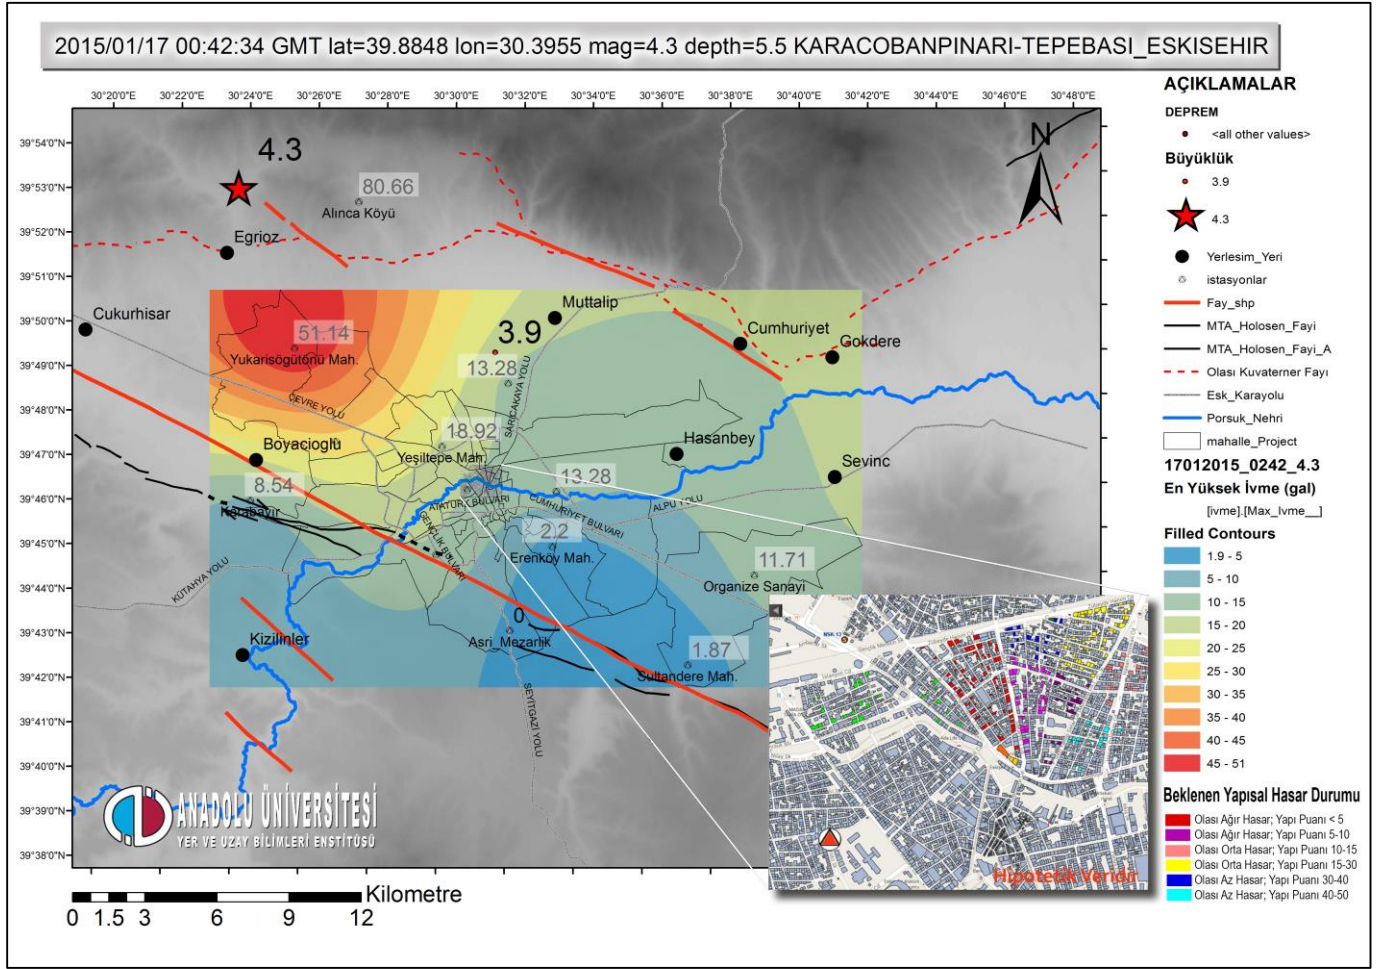 2015/01/17 00:42:34 GMT lat=39.8848 lon=30.3955 mag=4.3 depth=5.5 KARACOBANPINARI-TEPEBASI_ESKISEHIR
30°20'0"E 30°22'0"E 30°24'0"E 30°26'0"E 30°28'0"E 30°30'0"E 30°32'0"E 30°34'0"E 30°36'0"E 30°38'0"E 30°40'0"E 30°42'0"E 30°44'0"E 30°46'0"E 30°48'0"E
39°54'0"N
39°53'0"N
39°52'0"N
39°51'0"N
39°50'0"N
39°49'0"N
39°48'0"N
39°47'0"N
39°46'0"N
39°45'0"N
39°44'0"N
39°43'0"N
39°42'0"N
39°41'0"N
39°40'0"N
39°39'0"N
39°38'0"N
N
4.3
80.66
Alınca Köyü
Egrioz
Cukurhisar
Muttalip
3.9
51.14
Yukarisögütönü Mah.
13.28
Cumhuriyet
Gokdere
ÇEVRE YOLU
SARICAKAYA YOLU
Boyacioglu
18.92
Yeşiltepe Mah.
Hasanbey
Sevinc
8.54
Karabayır
13.28
ATATÜRK BULVARI
CUMHURİYET BULVARI
ALPU YOLU
GENÇLİK BULVARI
2.2
Erenköy Mah.
11.71
Organize Sanayi
KÜTAHYA YOLU
0
Asri Mezarlik
Kizilinler
1.87
Sultandere Mah.
SEYİTGAZİ YOLU
ANADOLU ÜNİVERSİTESİ
YER VE UZAY BİLİMLERİ ENSTİTÜSÜ
Hipotetik Veridir
Kilometre
0 1.5 3 6 9 12
AÇIKLAMALAR
DEPREM
<all other values>
Büyüklük
3.9
4.3
Yerlesim_Yeri
istasyonlar
Fay_shp
MTA_Holosen_Fayi
MTA_Holosen_Fayi_A
Olası Kuvaterner Fayı
Esk_Karayolu
Porsuk_Nehri
mahalle_Project
17012015_0242_4.3
En Yüksek İvme (gal)
[ivme].[Max_Ivme__]
Filled Contours
1.9 - 5
5 - 10
10 - 15
15 - 20
20 - 25
25 - 30
30 - 35
35 - 40
40 - 45
45 - 51
Beklenen Yapısal Hasar Durumu
Olası Ağır Hasar; Yapı Puanı < 5
Olası Ağır Hasar; Yapı Puanı 5-10
Olası Orta Hasar; Yapı Puanı 10-15
Olası Orta Hasar; Yapı Puanı 15-30
Olası Az Hasar; Yapı Puanı 30-40
Olası Az Hasar; Yapı Puanı 40-50